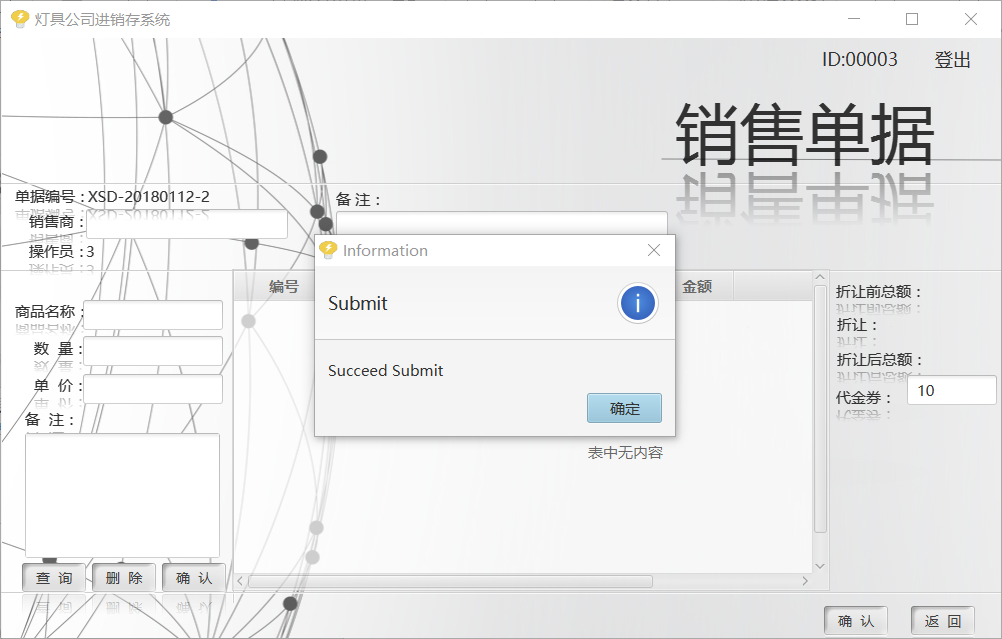 灯具公司进销存系统
ID:00003 登出
销售单据
单据编号：XSD-20180112-2
备 注：
销售商：
操作员：3
Information
Submit
Succeed Submit
确定
编号 金额
表中无内容
商品名称：
数 量：
单 价：
备 注：
折让前总额：
折让：
折让后总额：
代金券： 10
查 询 删 除 确 认
确 认 返 回